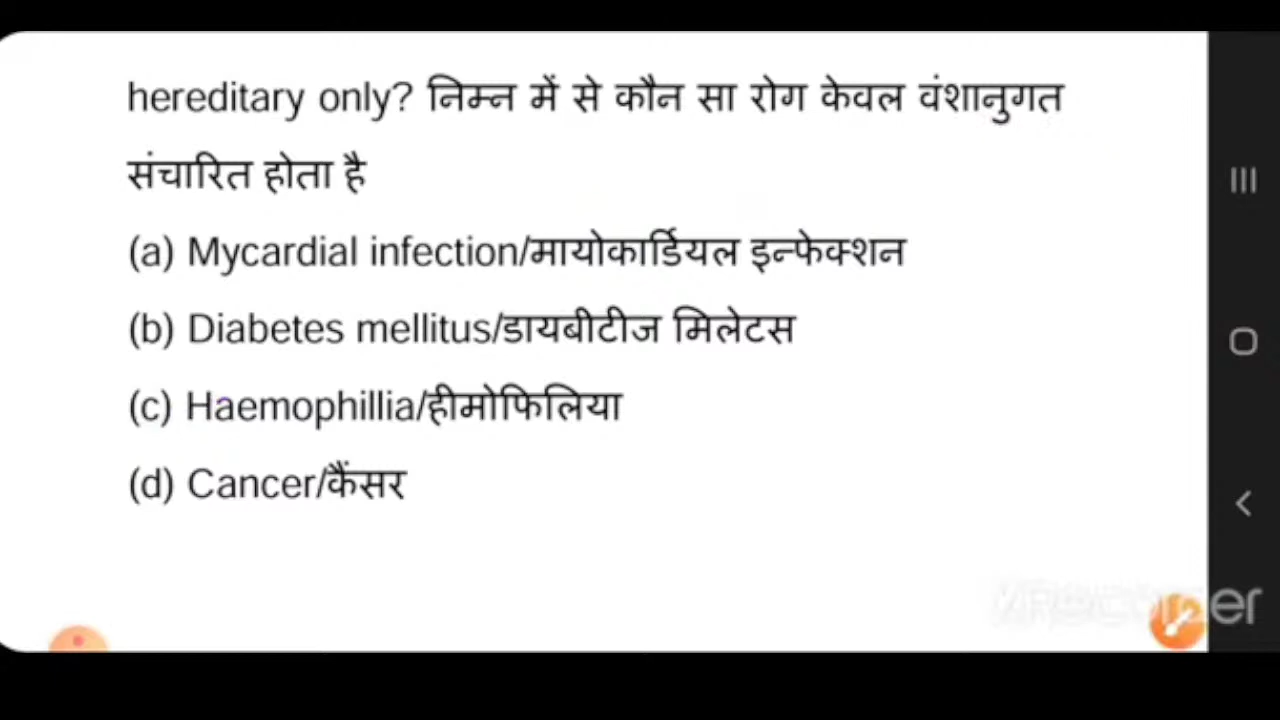 hereditary only? निम्न में से कौन सा रोग केवल वंशानुगत
संचारित होता है
(a) Mycardial infection/मायोकार्डियल इन्फेक्शन
(b) Diabetes mellitus/डायबीटीज मिलेटस
(c) Haemophillia/हीमोफिलिया
(d) Cancer/कैंसर